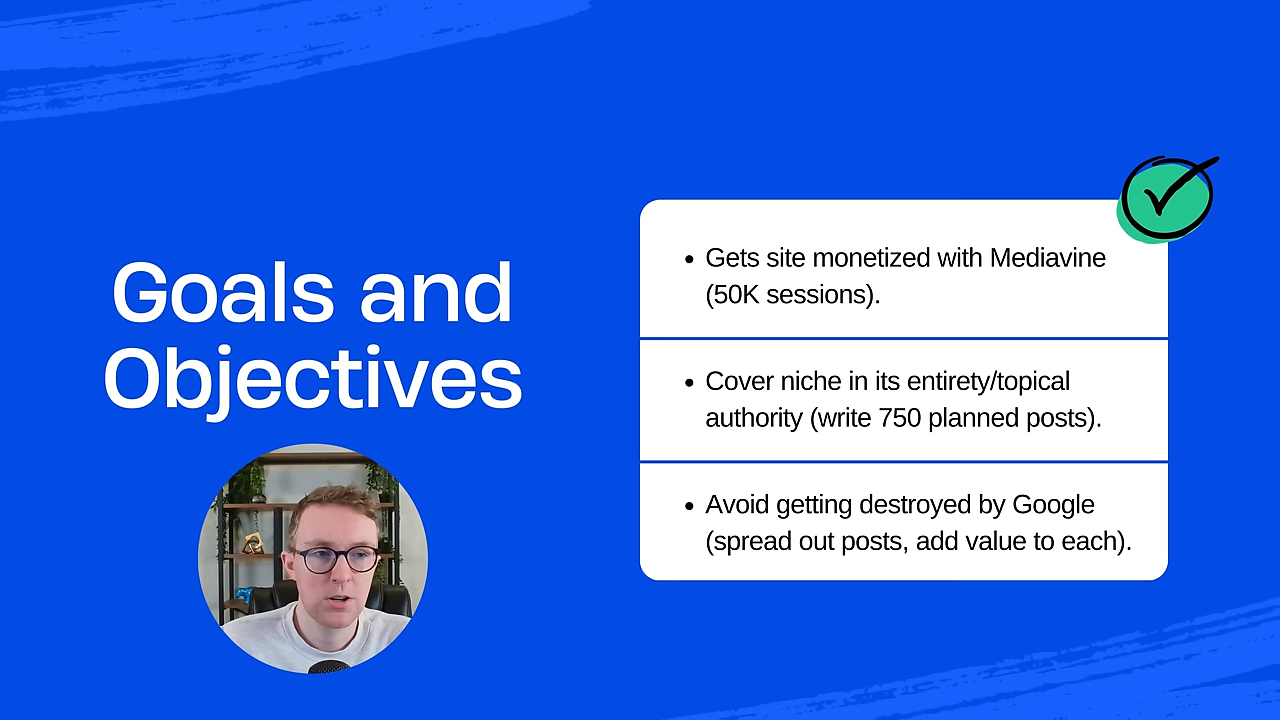 Goals and
Objectives
• Gets site monetized with Mediavine
(50K sessions).
• Cover niche in its entirety/topical
authority (write 750 planned posts).
• Avoid getting destroyed by Google
(spread out posts, add value to each).